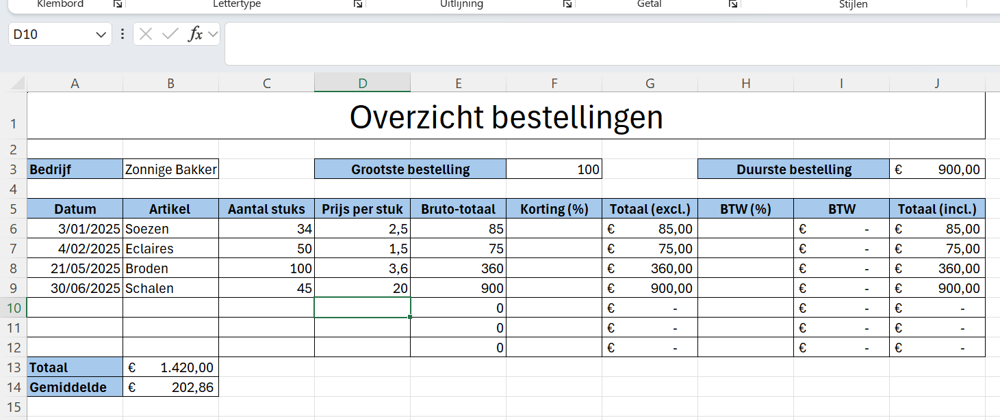 Klembord Lettertype Uitlijning Getal Stijlen
D10 fx
A B C D E F G H I J
1 Overzicht bestellingen
2
3 Bedrijf Zonnige Bakker Grootste bestelling 100 Duurste bestelling € 900,00
4
5 Datum Artikel Aantal stuks Prijs per stuk Bruto-totaal Korting (%) Totaal (excl.) BTW (%) BTW Totaal (incl.)
6 3/01/2025 Soezen 34 2,5 85 € 85,00 € - € 85,00
7 4/02/2025 Eclaires 50 1,5 75 € 75,00 € - € 75,00
8 21/05/2025 Broden 100 3,6 360 € 360,00 € - € 360,00
9 30/06/2025 Schalen 45 20 900 € 900,00 € - € 900,00
10 0 € - € - € -
11 0 € - € - € -
12 0 € - € - € -
13 Totaal € 1.420,00
14 Gemiddelde € 202,86
15